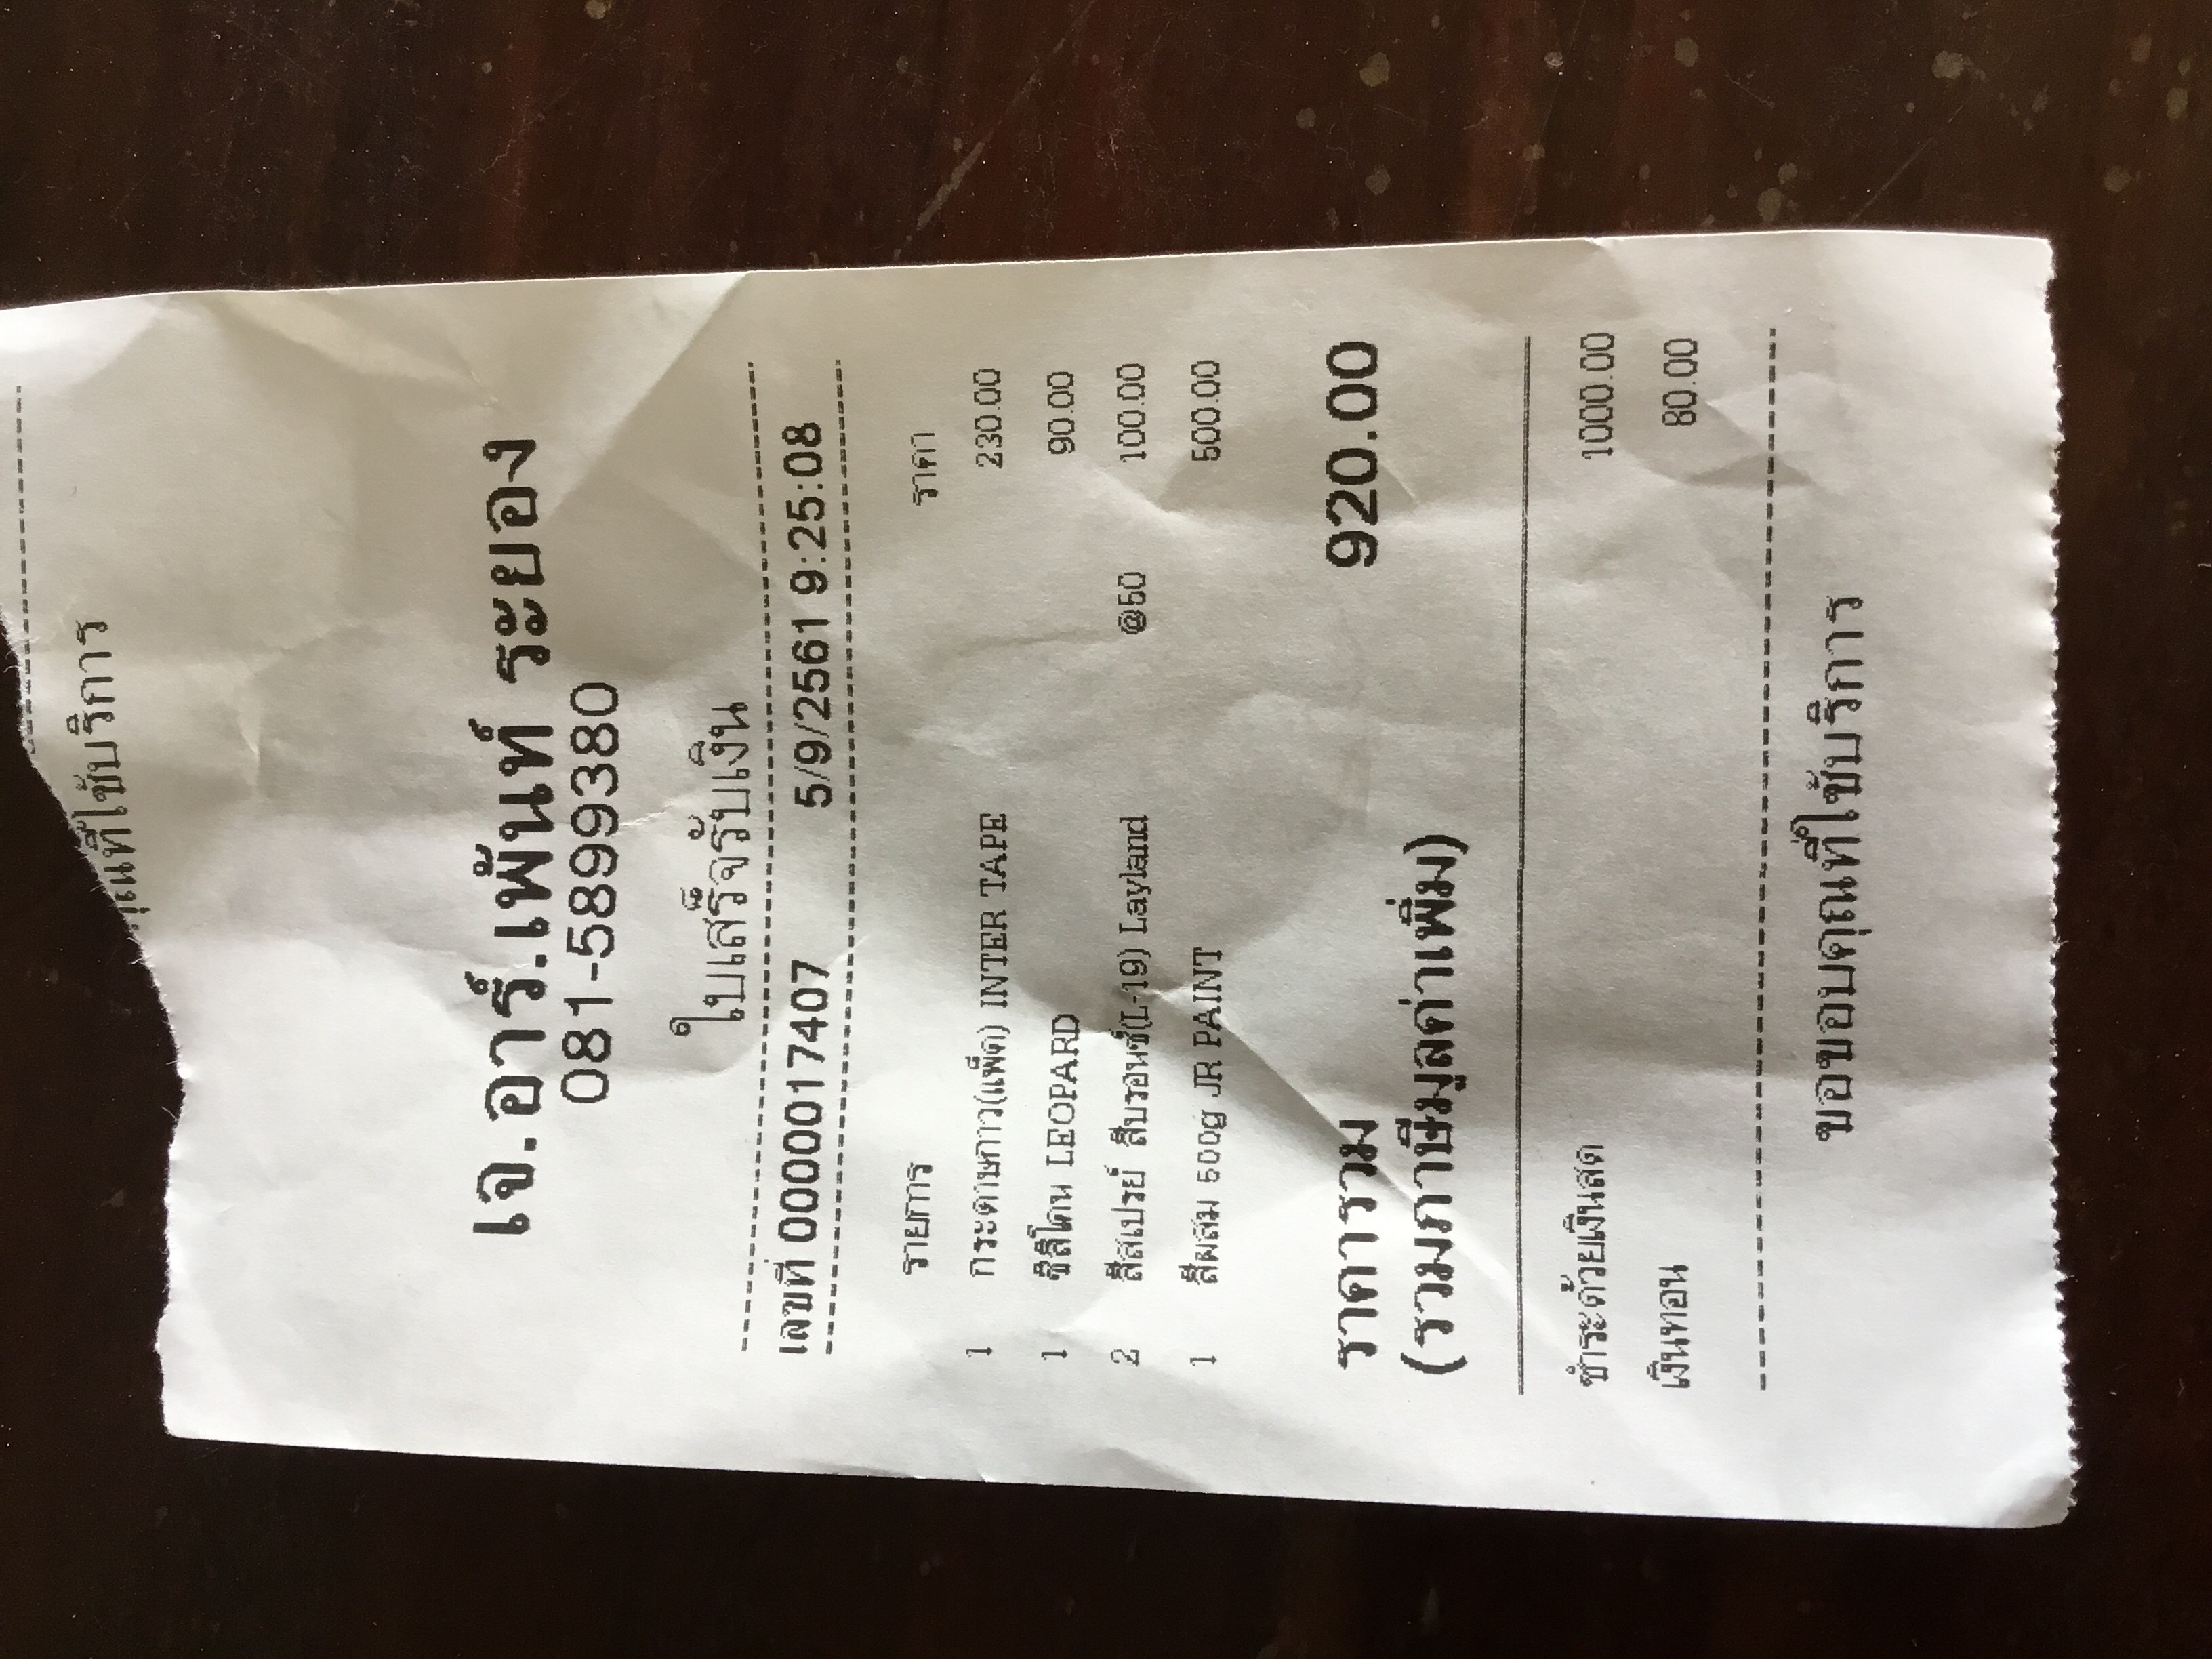 คุณที่ใช้บริการ
เจ.อาร์.เพ้นท์ ระยอง
081-5899380
ใบเสร็จรับเงิน
เลขที่ 0000017407 5/9/2561 9:25:08
รายการ ราคา
1 กระดาษกาว(แพ็ค) INTER TAPE 230.00
1 ซิลิโคน LEOPARD 90.00
2 สีสเปรย์ สีบรอนซ์(L-19) Layland @50 100.00
1 สีผสม 500g JR PAINT 500.00
ราคารวม 920.00
(รวมภาษีมูลค่าเพิ่ม)
ชำระด้วยเงินสด 1000.00
เงินทอน 80.00
ขอขอบคุณที่ใช้บริการ